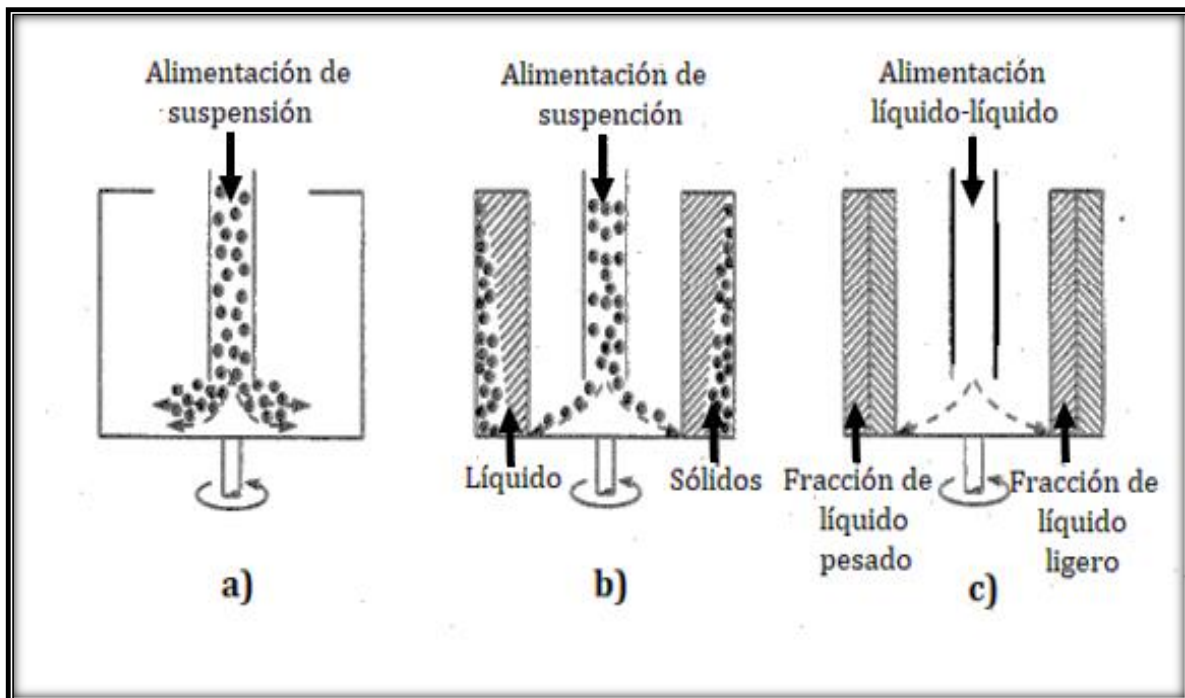 Alimentación de
suspensión
Alimentación de
suspención
Alimentación
líquido-líquido
Líquido
Sólidos
Fracción de
líquido
pesado
Fracción de
líquido
ligero
a)
b)
c)